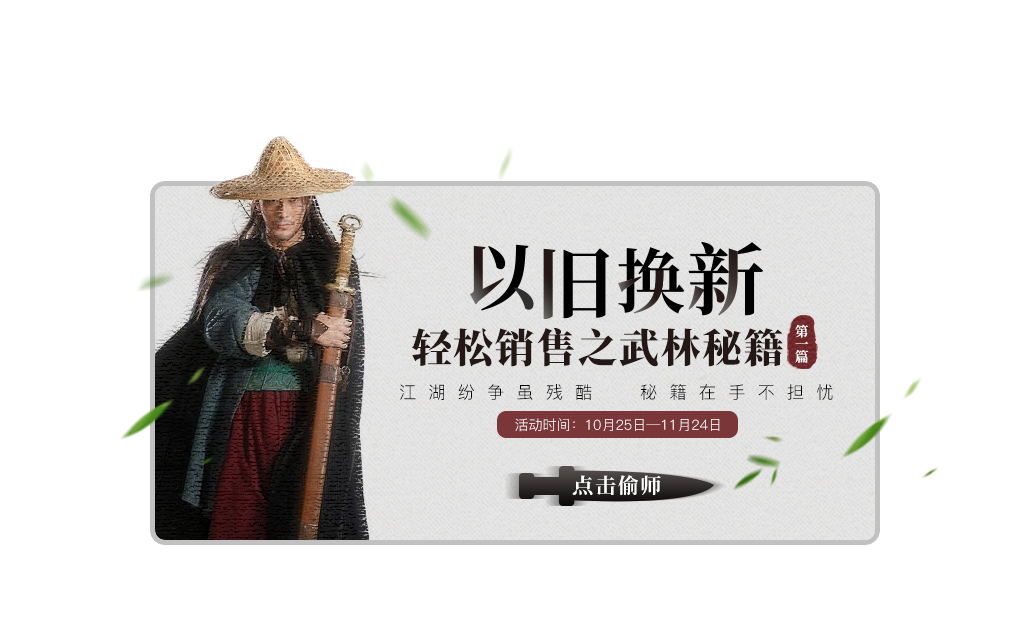 以旧换新
轻松销售之武林秘籍
第一篇
江湖纷争虽残酷 秘籍在手不担忧
活动时间：10月25日—11月24日
点击偷师